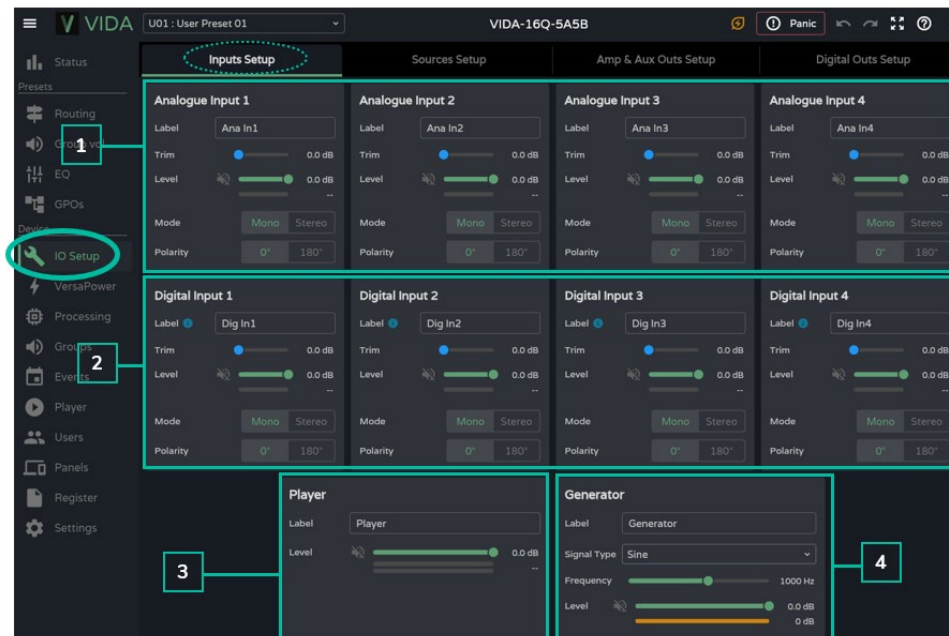 VIDA U01 : User Preset 01 VIDA-16Q-5A5B Panic
Status
Presets
Routing
Group vol
EQ
GPOs
Device
IO Setup
VersaPower
Processing
Groups
Events
Player
Users
Panels
Register
Settings
Inputs Setup Sources Setup Amp & Aux Outs Setup Digital Outs Setup
1
Analogue Input 1 Analogue Input 2 Analogue Input 3 Analogue Input 4
Label Ana In1 Label Ana In2 Label Ana In3 Label Ana In4
Trim 0.0 dB Trim 0.0 dB Trim 0.0 dB Trim 0.0 dB
Level 0.0 dB Level 0.0 dB Level 0.0 dB Level 0.0 dB
-- -- -- --
Mode Mono Stereo Mode Mono Stereo Mode Mono Stereo Mode Mono Stereo
Polarity 0° 180° Polarity 0° 180° Polarity 0° 180° Polarity 0° 180°
2
Digital Input 1 Digital Input 2 Digital Input 3 Digital Input 4
Label Dig In1 Label Dig In2 Label Dig In3 Label Dig In4
Trim 0.0 dB Trim 0.0 dB Trim 0.0 dB Trim 0.0 dB
Level 0.0 dB Level 0.0 dB Level 0.0 dB Level 0.0 dB
-- -- -- --
Mode Mono Stereo Mode Mono Stereo Mode Mono Stereo Mode Mono Stereo
Polarity 0° 180° Polarity 0° 180° Polarity 0° 180° Polarity 0° 180°
3
Player
Label Player
Level 0.0 dB
--
4
Generator
Label Generator
Signal Type Sine
Frequency 1000 Hz
Level 0.0 dB
0 dB